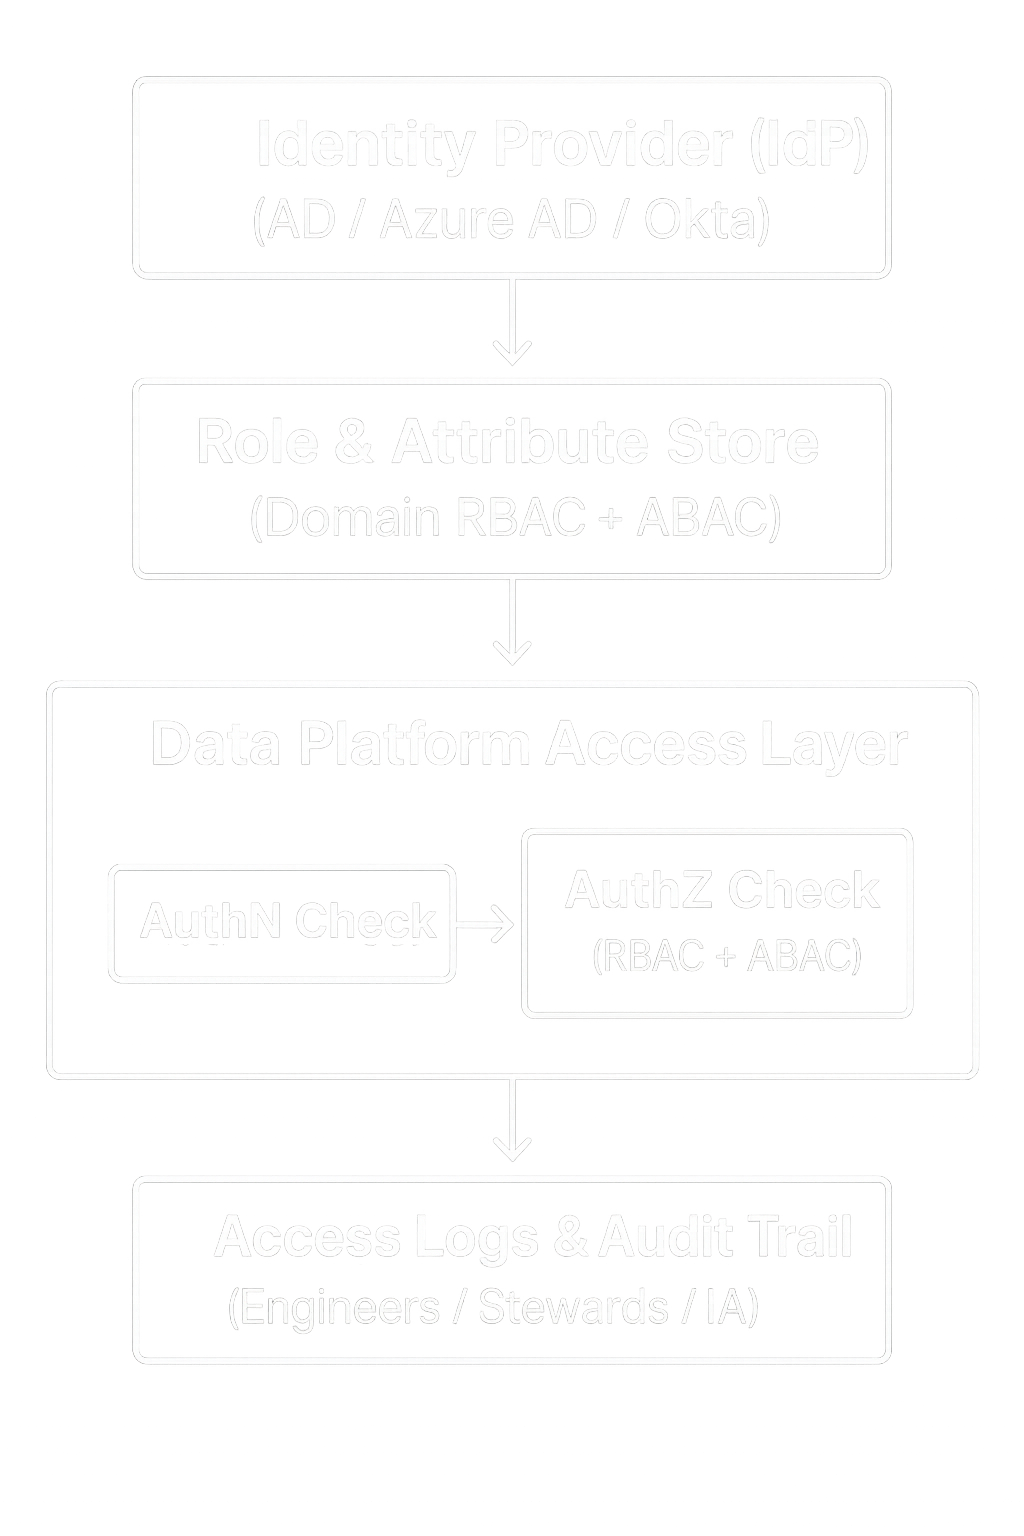 Identity Provider (IdP)
(AD / Azure AD / Okta)
Role & Attribute Store
(Domain RBAC + ABAC)
Data Platform Access Layer
AuthN Check
AuthZ Check
(RBAC + ABAC)
Access Logs & Audit Trail
(Engineers / Stewards / IA)